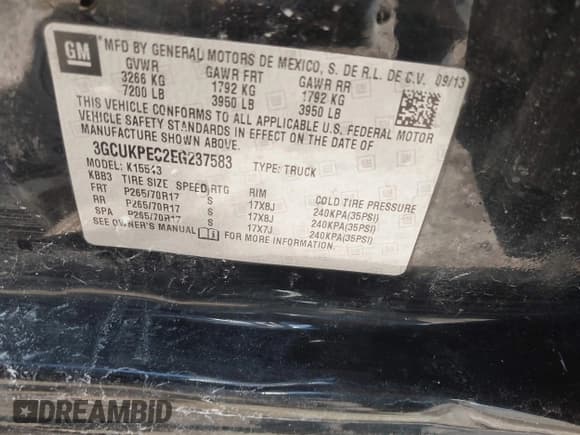 GM
MFD BY GENERAL MOTORS DE MEXICO, S. DE R.L. DE C.V. 09/13
GVWR GAWR FRT GAWR RR
3266 KG 1792 KG 1792 KG
7200 LB 3950 LB 3950 LB
THIS VEHICLE CONFORMS TO ALL APPLICABLE U.S. FEDERAL MOTOR
VEHICLE SAFETY STANDARDS IN EFFECT ON THE DATE OF
MANUFACTURE SHOWN ABOVE.
3GCUKPEC2EG237583 TYPE: TRUCK
MODEL: K15543
KBB3 TIRE SIZE SPEED RTG RIM COLD TIRE PRESSURE
FRT P265/70R17 S 17X8J 240KPA(35PSI)
RR P265/70R17 S 17X8J 240KPA(35PSI)
SPA P265/70R17 S 17X7J 240KPA(35PSI)
SEE OWNER'S MANUAL FOR MORE INFORMATION.
DREAMBID